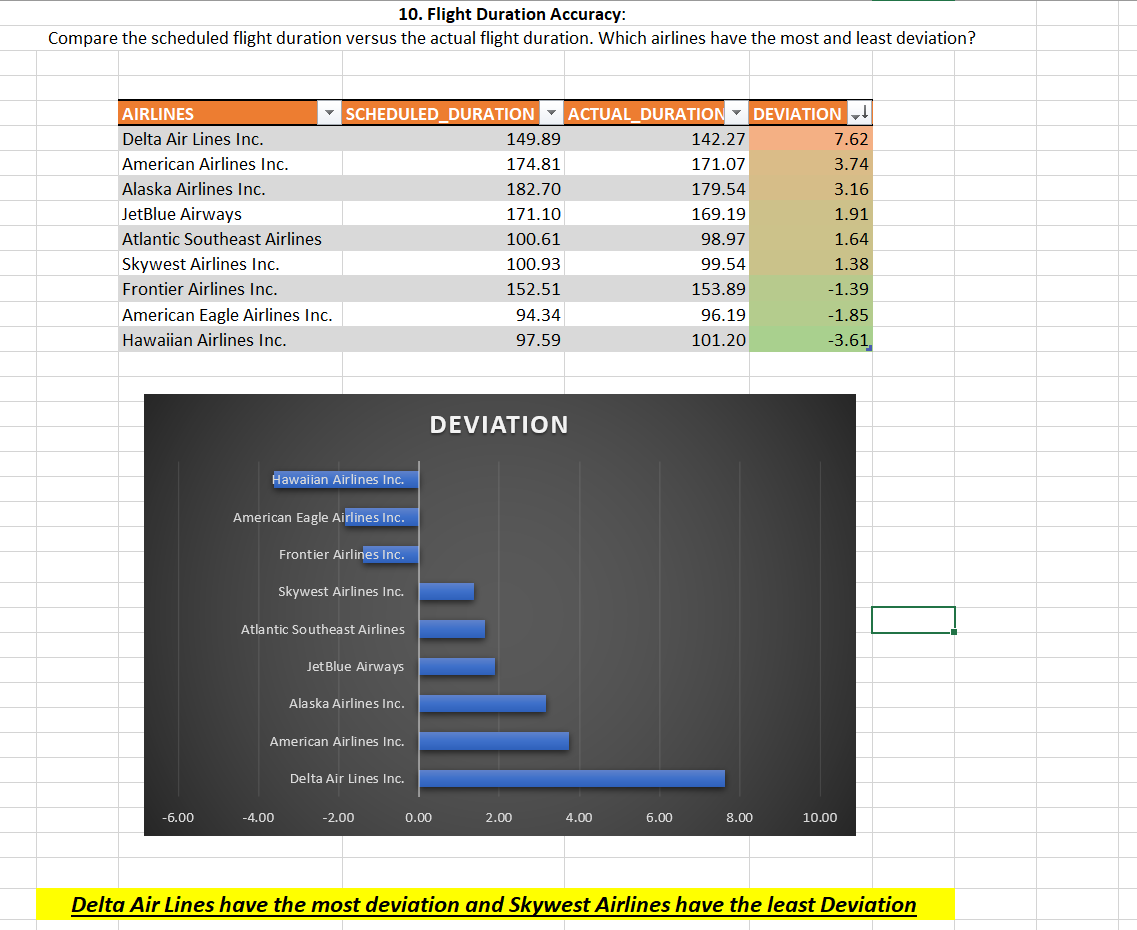 10. Flight Duration Accuracy:
Compare the scheduled flight duration versus the actual flight duration. Which airlines have the most and least deviation?
AIRLINES SCHEDULED_DURATION ACTUAL_DURATION DEVIATION
Delta Air Lines Inc. 149.89 142.27 7.62
American Airlines Inc. 174.81 171.07 3.74
Alaska Airlines Inc. 182.70 179.54 3.16
JetBlue Airways 171.10 169.19 1.91
Atlantic Southeast Airlines 100.61 98.97 1.64
Skywest Airlines Inc. 100.93 99.54 1.38
Frontier Airlines Inc. 152.51 153.89 -1.39
American Eagle Airlines Inc. 94.34 96.19 -1.85
Hawaiian Airlines Inc. 97.59 101.20 -3.61
DEVIATION
Hawaiian Airlines Inc.
American Eagle Airlines Inc.
Frontier Airlines Inc.
Skywest Airlines Inc.
Atlantic Southeast Airlines
JetBlue Airways
Alaska Airlines Inc.
American Airlines Inc.
Delta Air Lines Inc.
-6.00 -4.00 -2.00 0.00 2.00 4.00 6.00 8.00 10.00
Delta Air Lines have the most deviation and Skywest Airlines have the least Deviation